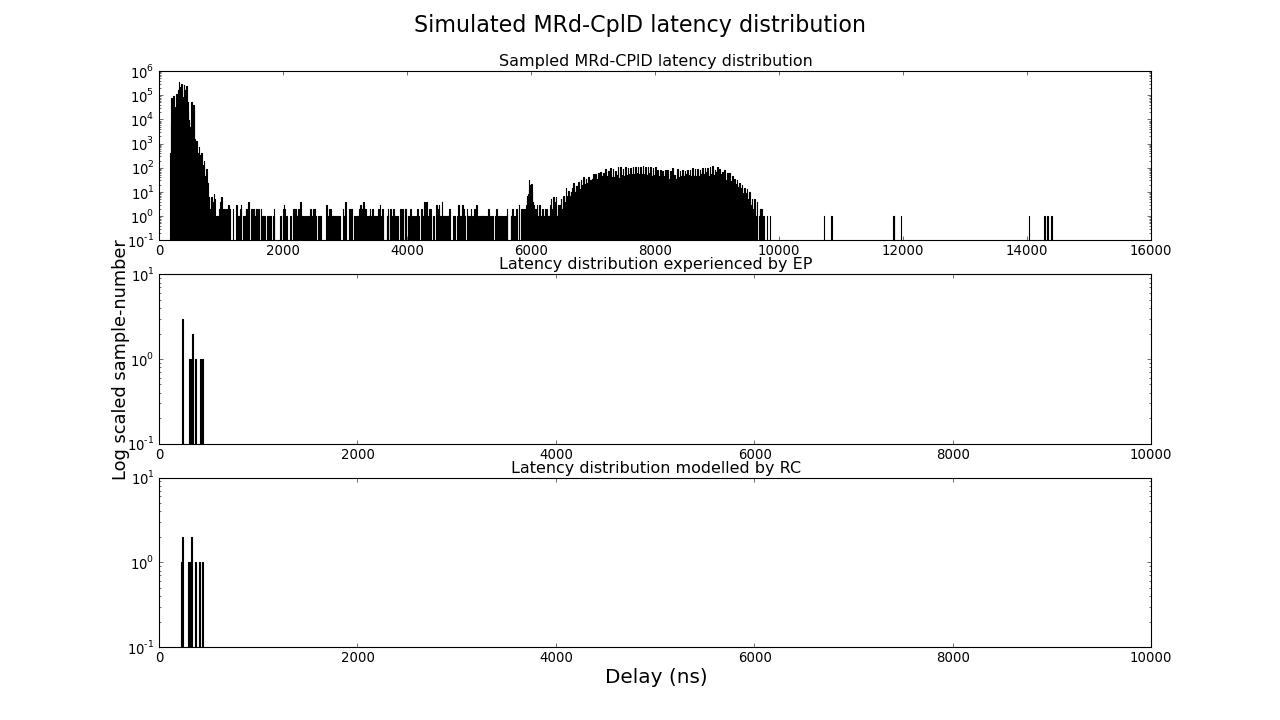 Simulated MRd-CplD latency distribution
Sampled MRd-CPlD latency distribution
10^6
10^5
10^4
10^3
10^2
10^1
10^0
10^-1
0 2000 4000 6000 8000 10000 12000 14000 16000
Latency distribution experienced by EP
10^1
10^0
10^-1
0 2000 4000 6000 8000 10000
Log scaled sample-number
Latency distribution modelled by RC
10^1
10^0
10^-1
0 2000 4000 6000 8000 10000
Delay (ns)